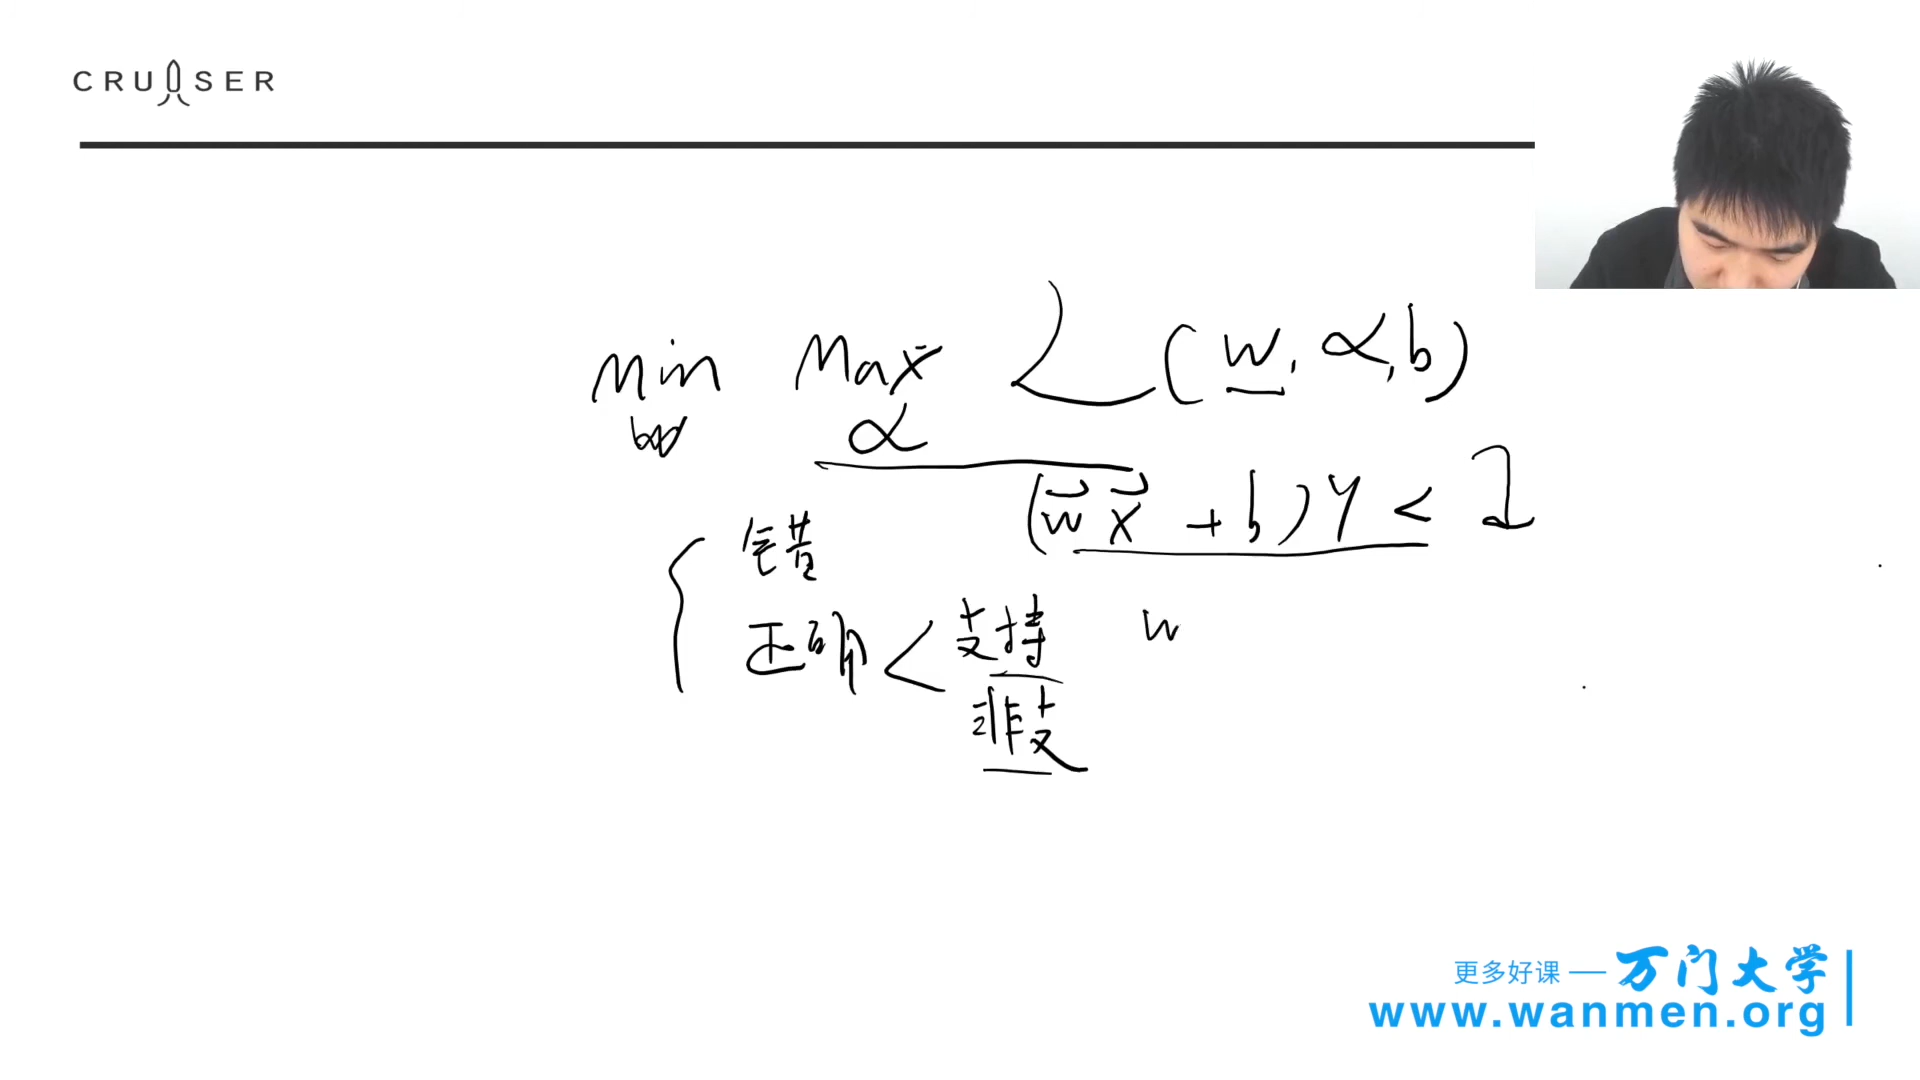 CRUISER
min Max L(w, α, b)
w α
(w⃗ x⃗ + b) y < 1
错
正确 < 支持 w
非支
更多好课 — 万门大学
www.wanmen.org